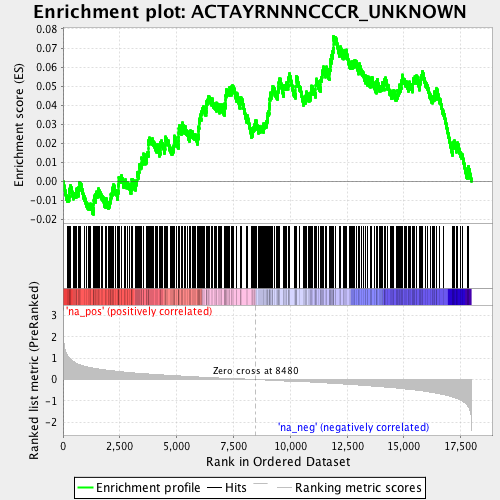 Enrichment plot: ACTAYRNNNCCCR_UNKNOWN
Enrichment score (ES)
0.08
0.07
0.06
0.05
0.04
0.03
0.02
0.01
0.00
-0.01
-0.02
'na_pos' (positively correlated)
Ranked list metric (PreRanked)
3
2
1
0
-1
-2
Zero cross at 8480
'na_neg' (negatively correlated)
0
2,500
5,000
7,500
10,000
12,500
15,000
17,500
Rank in Ordered Dataset
Enrichment profile
Hits
Ranking metric scores